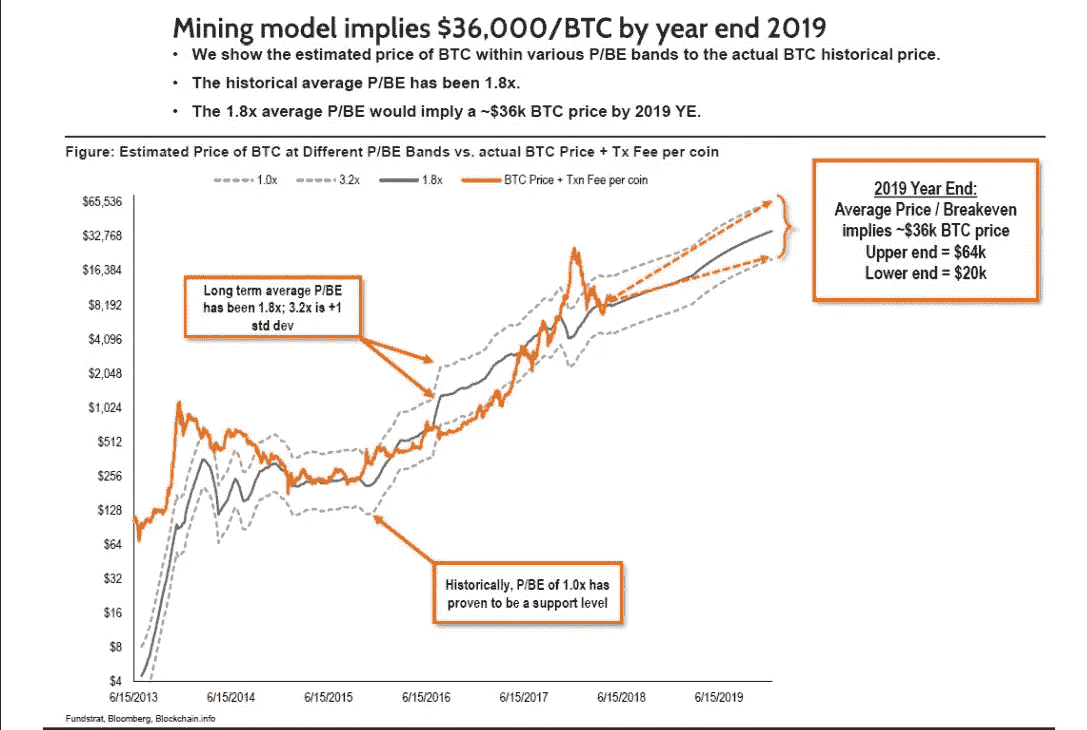 Mining model implies $36,000/BTC by year end 2019
• We show the estimated price of BTC within various P/BE bands to the actual BTC historical price.
• The historical average P/BE has been 1.8x.
• The 1.8x average P/BE would imply a ~$36k BTC price by 2019 YE.
Figure: Estimated Price of BTC at Different P/BE Bands vs. actual BTC Price + Tx Fee per coin
1.0x 3.2x 1.8x BTC Price + Txn Fee per coin
$65,536
$32,768
$16,384
$8,192
$4,096
$2,048
$1,024
$512
$256
$128
$64
$32
$16
$8
$4
6/15/2013 6/15/2014 6/15/2015 6/15/2016 6/15/2017 6/15/2018 6/15/2019
Long term average P/BE
has been 1.8x; 3.2x is +1
std dev
Historically, P/BE of 1.0x has
proven to be a support level
2019 Year End:
Average Price / Breakeven
implies ~$36k BTC price
Upper end = $64k
Lower end = $20k
Fundstrat, Bloomberg, Blockchain.info